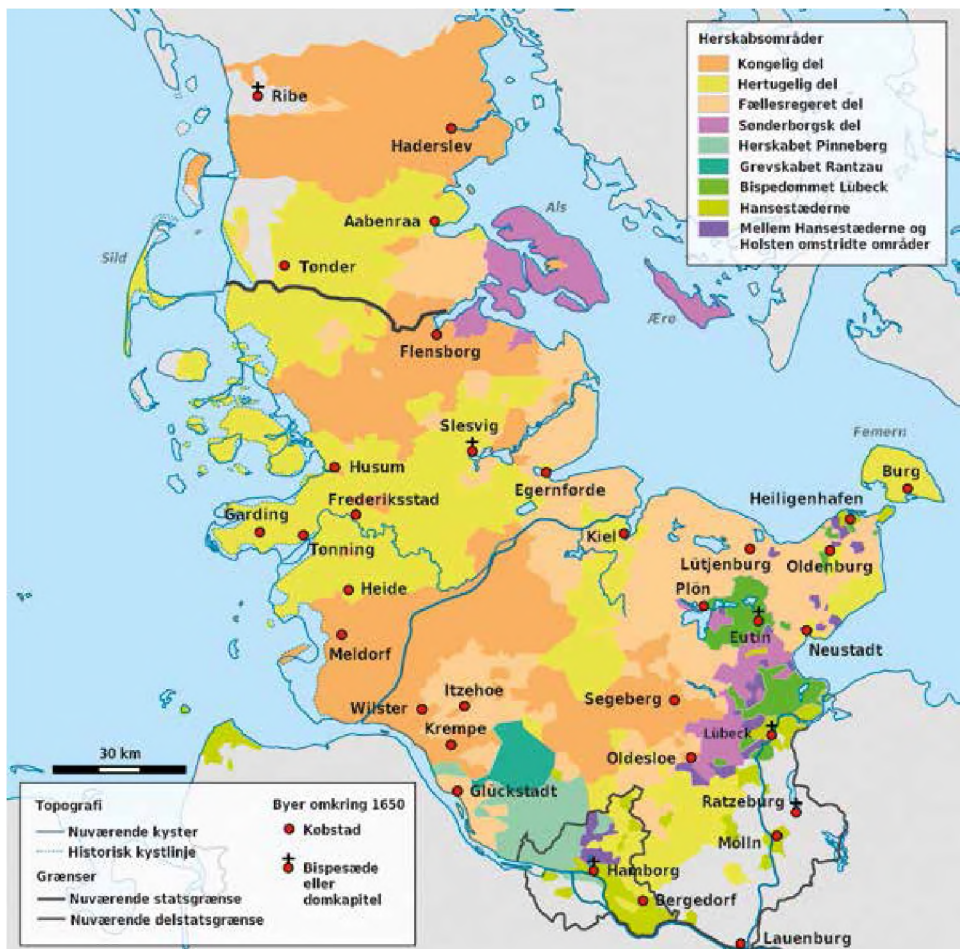 Herskabsområder
Kongelig del
Hertugelig del
Fællesregeret del
Sønderborgsk del
Herskabet Pinneberg
Grevskabet Rantzau
Bispedømmet Lübeck
Hansestæderne
Mellem Hansestæderne og
Holsten omstridte områder
Ribe
Haderslev
Aabenraa
Als
Sild
Tønder
Ærø
Flensborg
Slesvig
Femern
Husum
Burg
Egernførde
Heiligenhafen
Frederiksstad
Garding
Kiel
Tønning
Lütjenburg
Oldenburg
Heide
Plön
Eutin
Meldorf
Neustadt
Itzehoe
Segeberg
Wilster
Krempe
Lübeck
30 km
Oldesloe
Glückstadt
Ratzeburg
Mölln
Hamborg
Bergedorf
Lauenburg
Topografi
Nuværende kyster
Historisk kystlinje
Grænser
Nuværende statsgrænse
Nuværende delstatsgrænse
Byer omkring 1650
Købstad
Bispesæde
eller
domkapitel